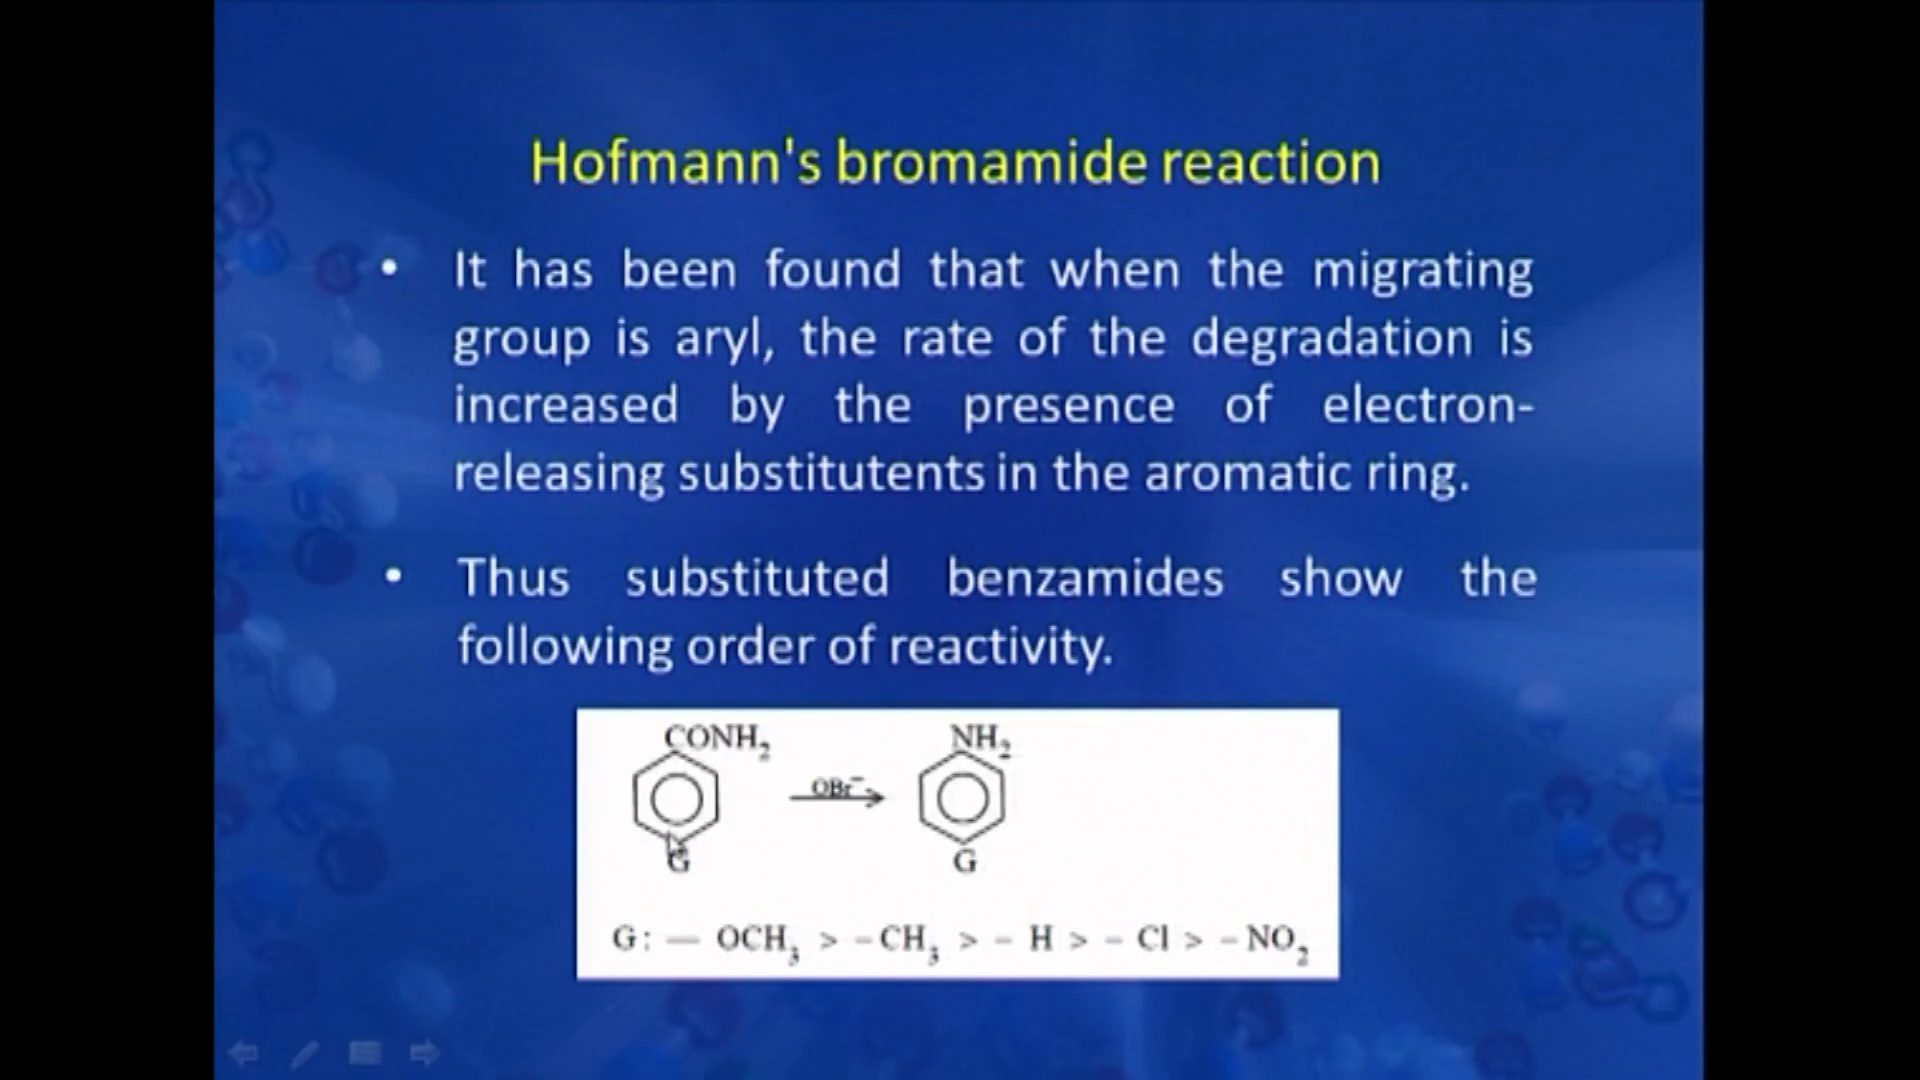 Hofmann's bromamide reaction
• It has been found that when the migrating
group is aryl, the rate of the degradation is
increased by the presence of electron-
releasing substitutents in the aromatic ring.
• Thus substituted benzamides show the
following order of reactivity.
CONH₂ NH₂
OBr⁻
G G
G: — OCH₃ > – CH₃ > – H > – Cl > – NO₂